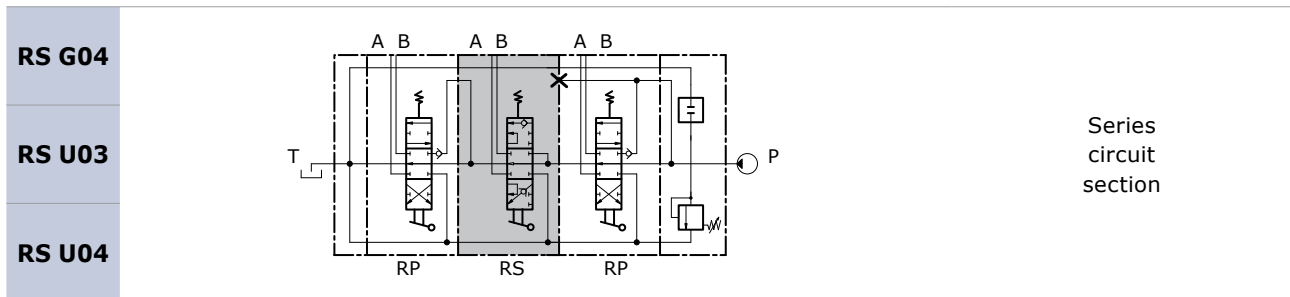 RS G04
RS U03
RS U04
A B A B A B
T
P
RP RS RP
Series
circuit
section